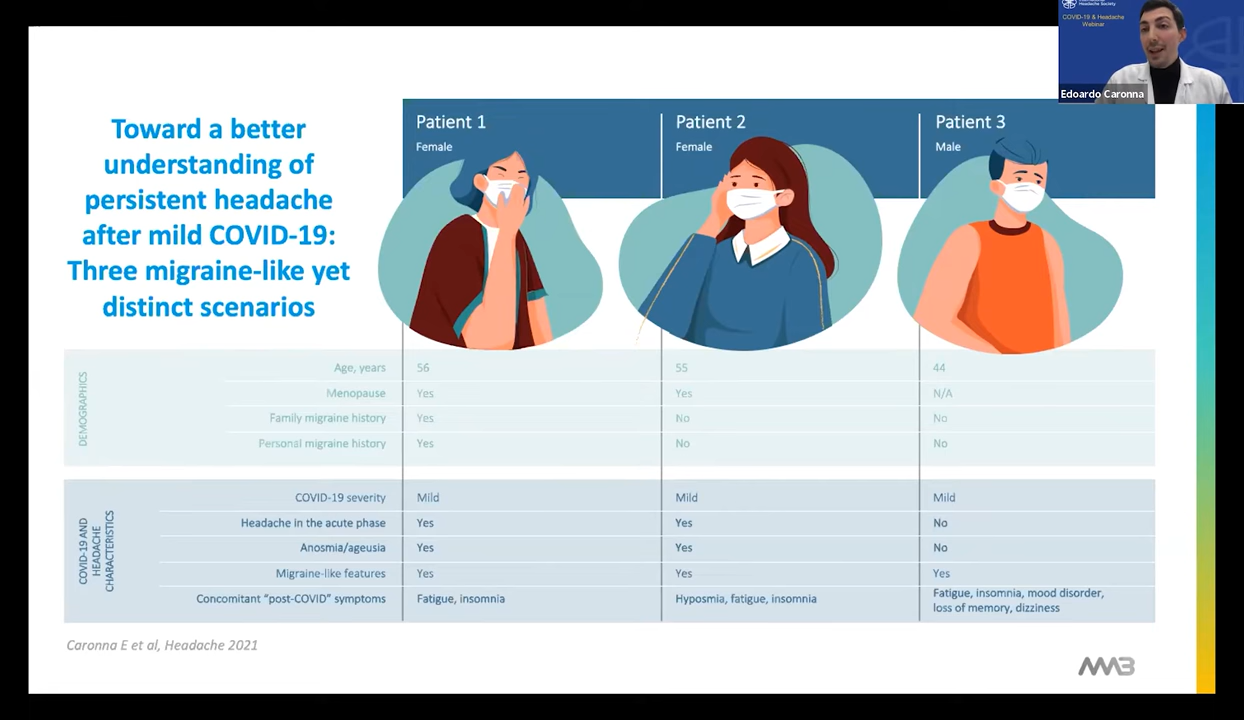 International
Headache Society
COVID-19 & Headache
Webinar
Edoardo Caronna
Toward a better
understanding of
persistent headache
after mild COVID-19:
Three migraine-like yet
distinct scenarios
Patient 1 Patient 2 Patient 3
Female Female Male
DEMOGRAPHICS
Age, years 56 55 44
Menopause Yes Yes N/A
Family migraine history Yes No No
Personal migraine history Yes No No
COVID-19 AND
HEADACHE
CHARACTERISTICS
COVID-19 severity Mild Mild Mild
Headache in the acute phase Yes Yes No
Anosmia/ageusia Yes Yes No
Migraine-like features Yes Yes Yes
Concomitant “post-COVID” symptoms Fatigue, insomnia Hyposmia, fatigue, insomnia Fatigue, insomnia, mood disorder,
loss of memory, dizziness
Caronna E et al, Headache 2021